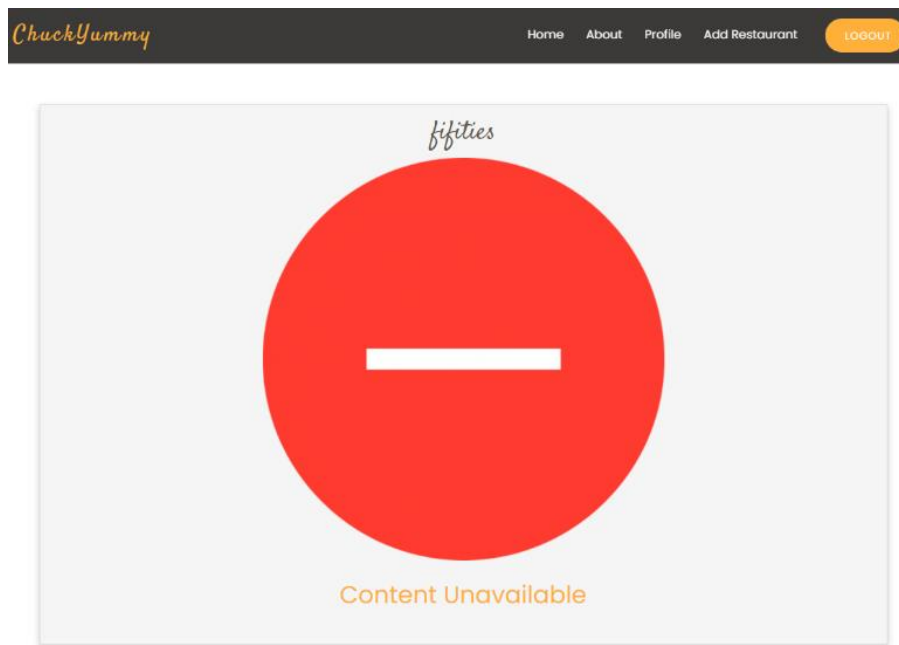 ChuckYummy
Home About Profile Add Restaurant LOGOUT
fifities
Content Unavailable